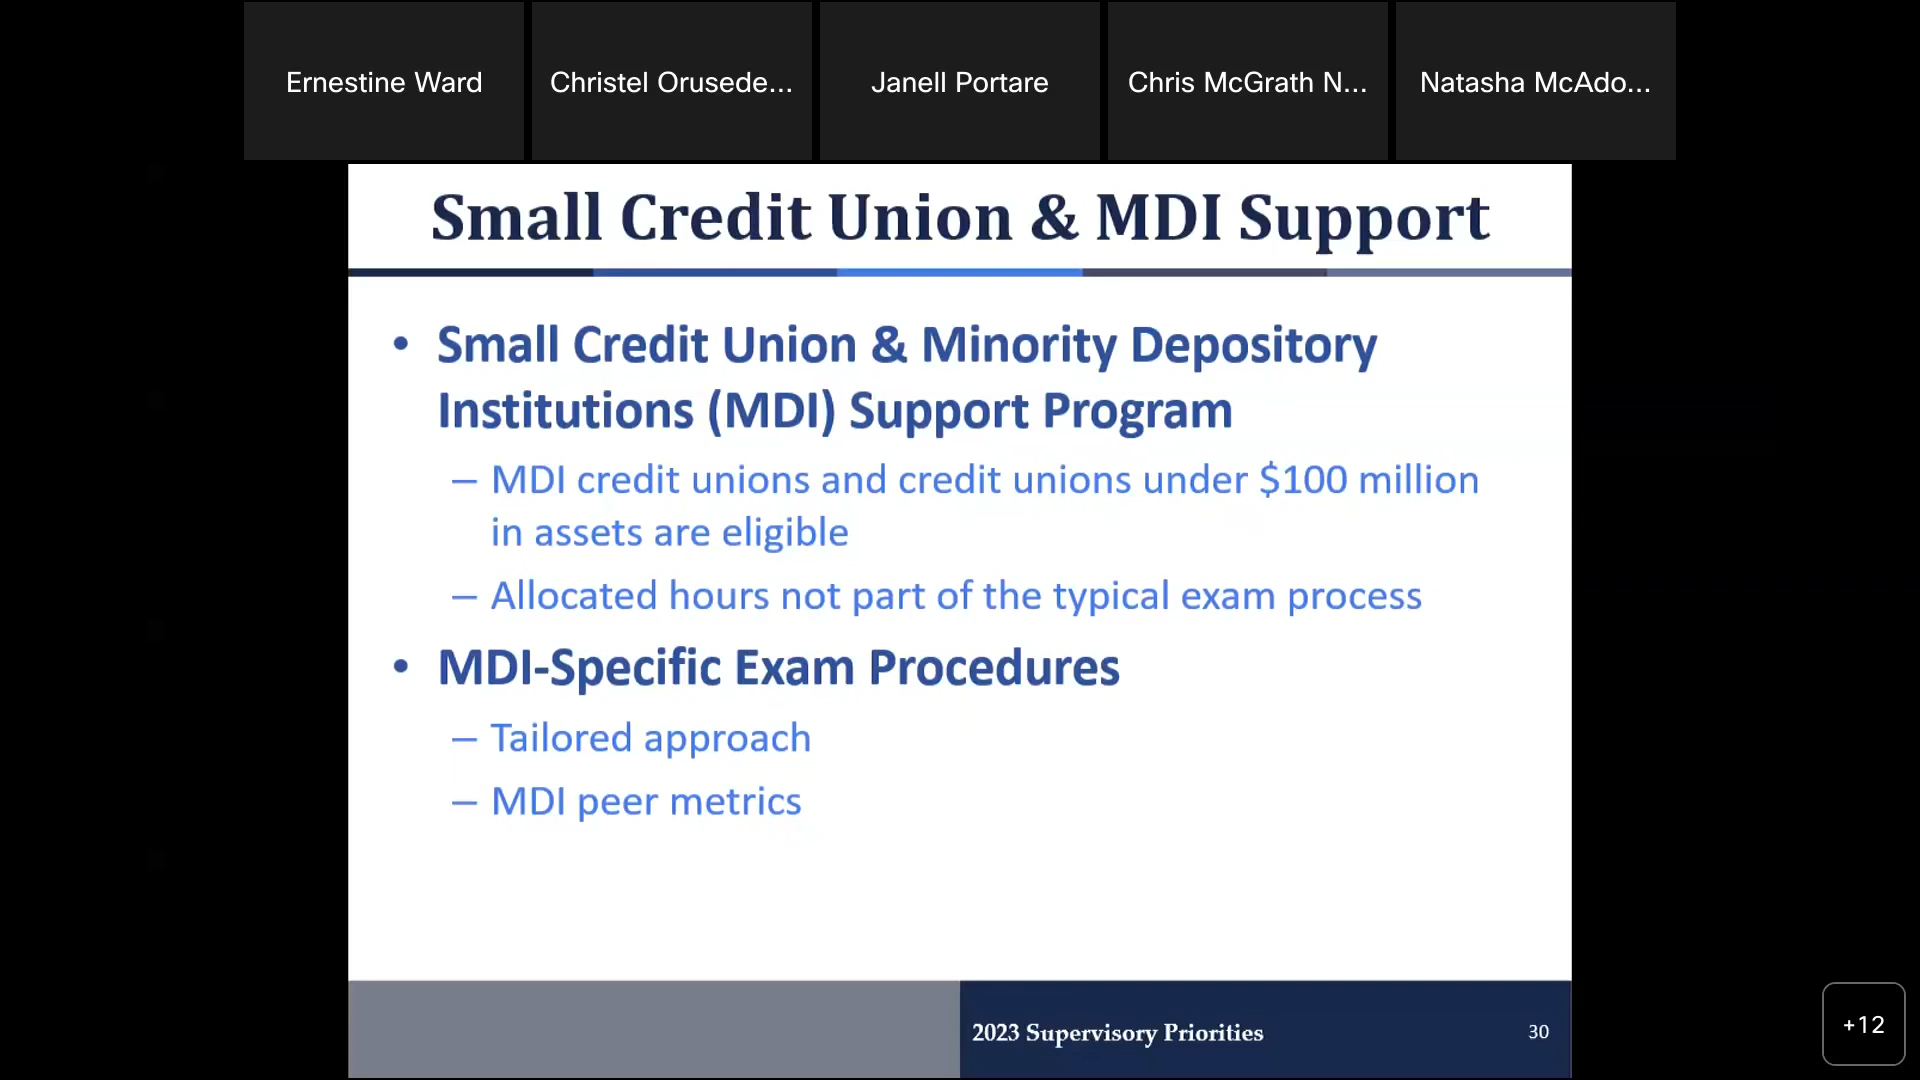 Ernestine Ward
Christel Orusede...
Janell Portare
Chris McGrath N...
Natasha McAdo...
Small Credit Union & MDI Support
• Small Credit Union & Minority Depository
Institutions (MDI) Support Program
– MDI credit unions and credit unions under $100 million
in assets are eligible
– Allocated hours not part of the typical exam process
• MDI-Specific Exam Procedures
– Tailored approach
– MDI peer metrics
2023 Supervisory Priorities
30
+12